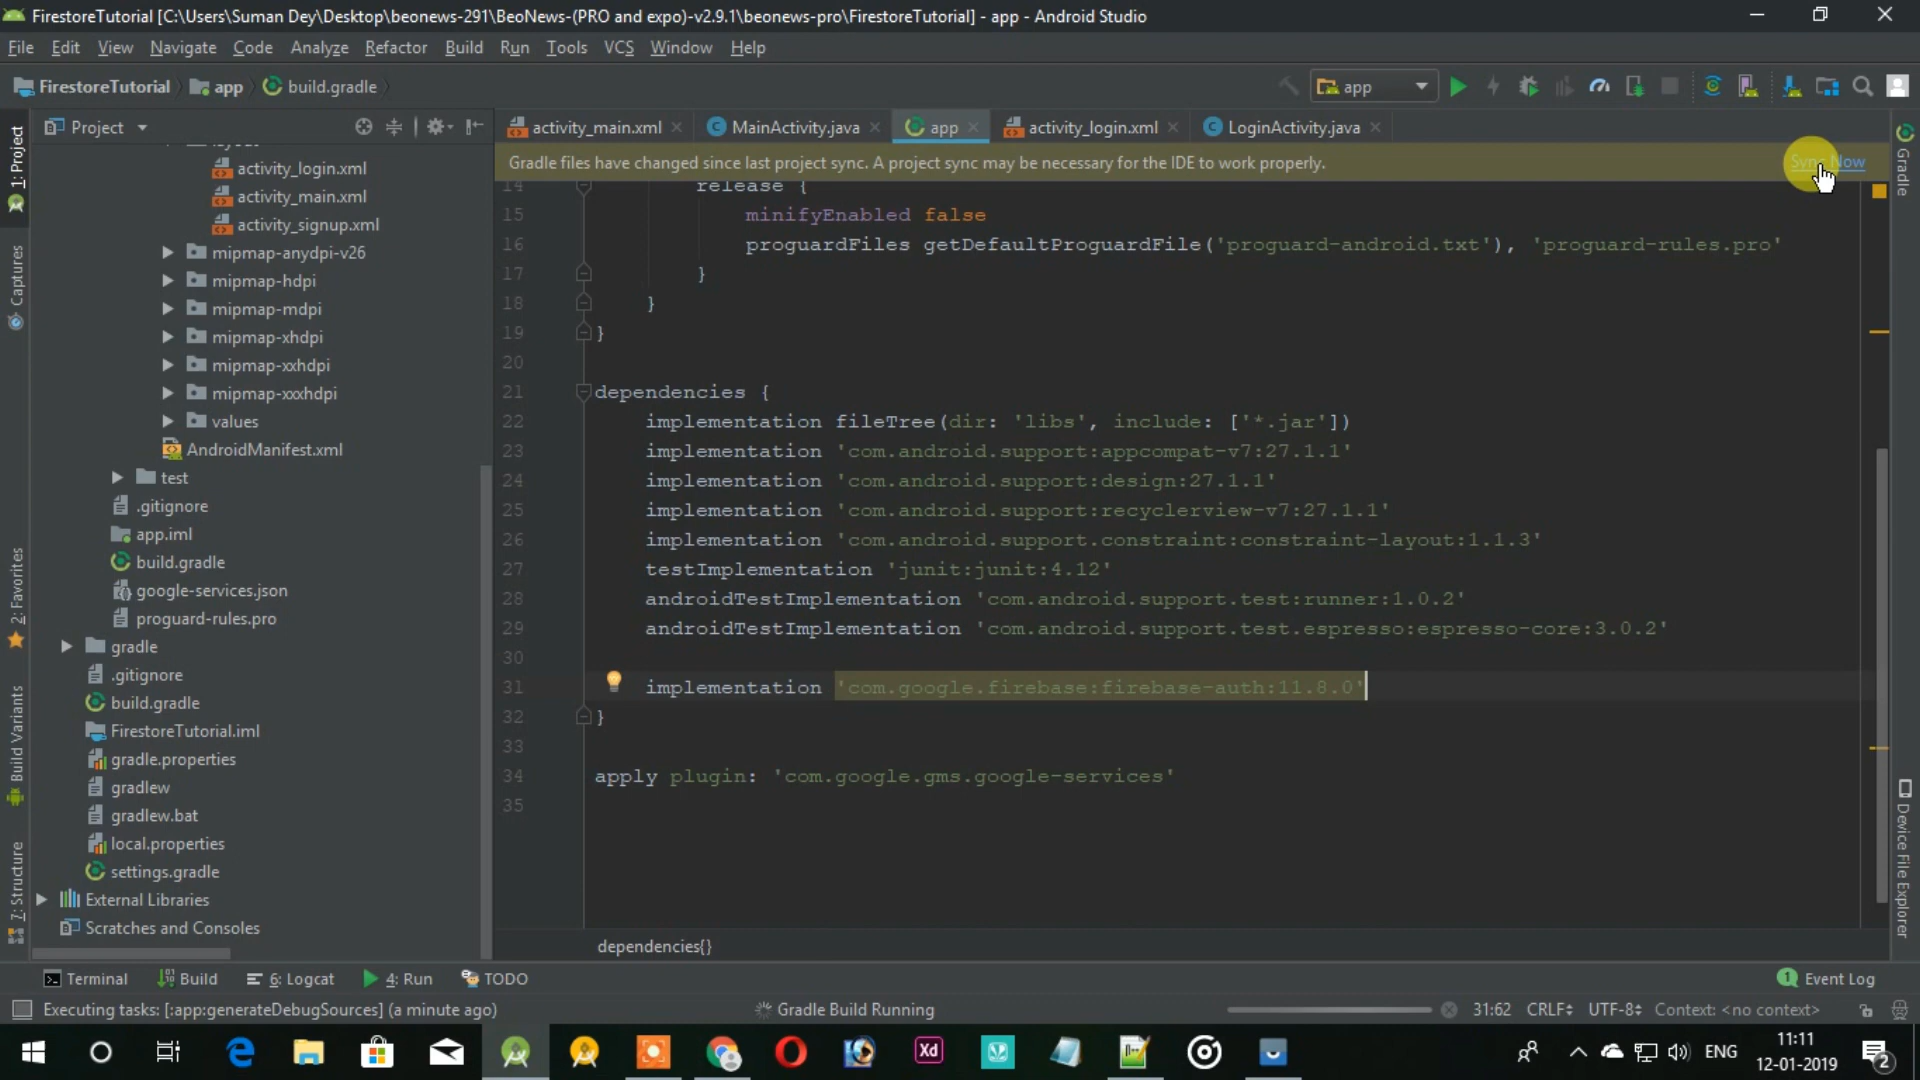 FirestoreTutorial [C:\Users\Suman Dey\Desktop\beonews-291\BeoNews-(PRO and expo)-v2.9.1\beonews-pro\FirestoreTutorial] - app - Android Studio
File Edit View Navigate Code Analyze Refactor Build Run Tools VCS Window Help
FirestoreTutorial app build.gradle
app
Project
activity_main.xml MainActivity.java app activity_login.xml LoginActivity.java
Gradle files have changed since last project sync. A project sync may be necessary for the IDE to work properly.
Sync Now
1: Project
Captures
2: Favorites
Build Variants
7: Structure
activity_login.xml
activity_main.xml
activity_signup.xml
mipmap-anydpi-v26
mipmap-hdpi
mipmap-mdpi
mipmap-xhdpi
mipmap-xxhdpi
mipmap-xxxhdpi
values
AndroidManifest.xml
test
.gitignore
app.iml
build.gradle
google-services.json
proguard-rules.pro
gradle
.gitignore
build.gradle
FirestoreTutorial.iml
gradle.properties
gradlew
gradlew.bat
local.properties
settings.gradle
External Libraries
Scratches and Consoles
14 release {
15 minifyEnabled false
16 proguardFiles getDefaultProguardFile('proguard-android.txt'), 'proguard-rules.pro'
17 }
18 }
19 }
20
21 dependencies {
22 implementation fileTree(dir: 'libs', include: ['*.jar'])
23 implementation 'com.android.support:appcompat-v7:27.1.1'
24 implementation 'com.android.support:design:27.1.1'
25 implementation 'com.android.support:recyclerview-v7:27.1.1'
26 implementation 'com.android.support.constraint:constraint-layout:1.1.3'
27 testImplementation 'junit:junit:4.12'
28 androidTestImplementation 'com.android.support.test:runner:1.0.2'
29 androidTestImplementation 'com.android.support.test.espresso:espresso-core:3.0.2'
30
31 implementation 'com.google.firebase:firebase-auth:11.8.0'
32 }
33
34 apply plugin: 'com.google.gms.google-services'
35
dependencies{}
Gradle
Device File Explorer
Terminal Build 6: Logcat 4: Run TODO 1 Event Log
Executing tasks: [:app:generateDebugSources] (a minute ago) Gradle Build Running 31:62 CRLF UTF-8 Context: <no context>
Xd
ENG
11:11
12-01-2019
2